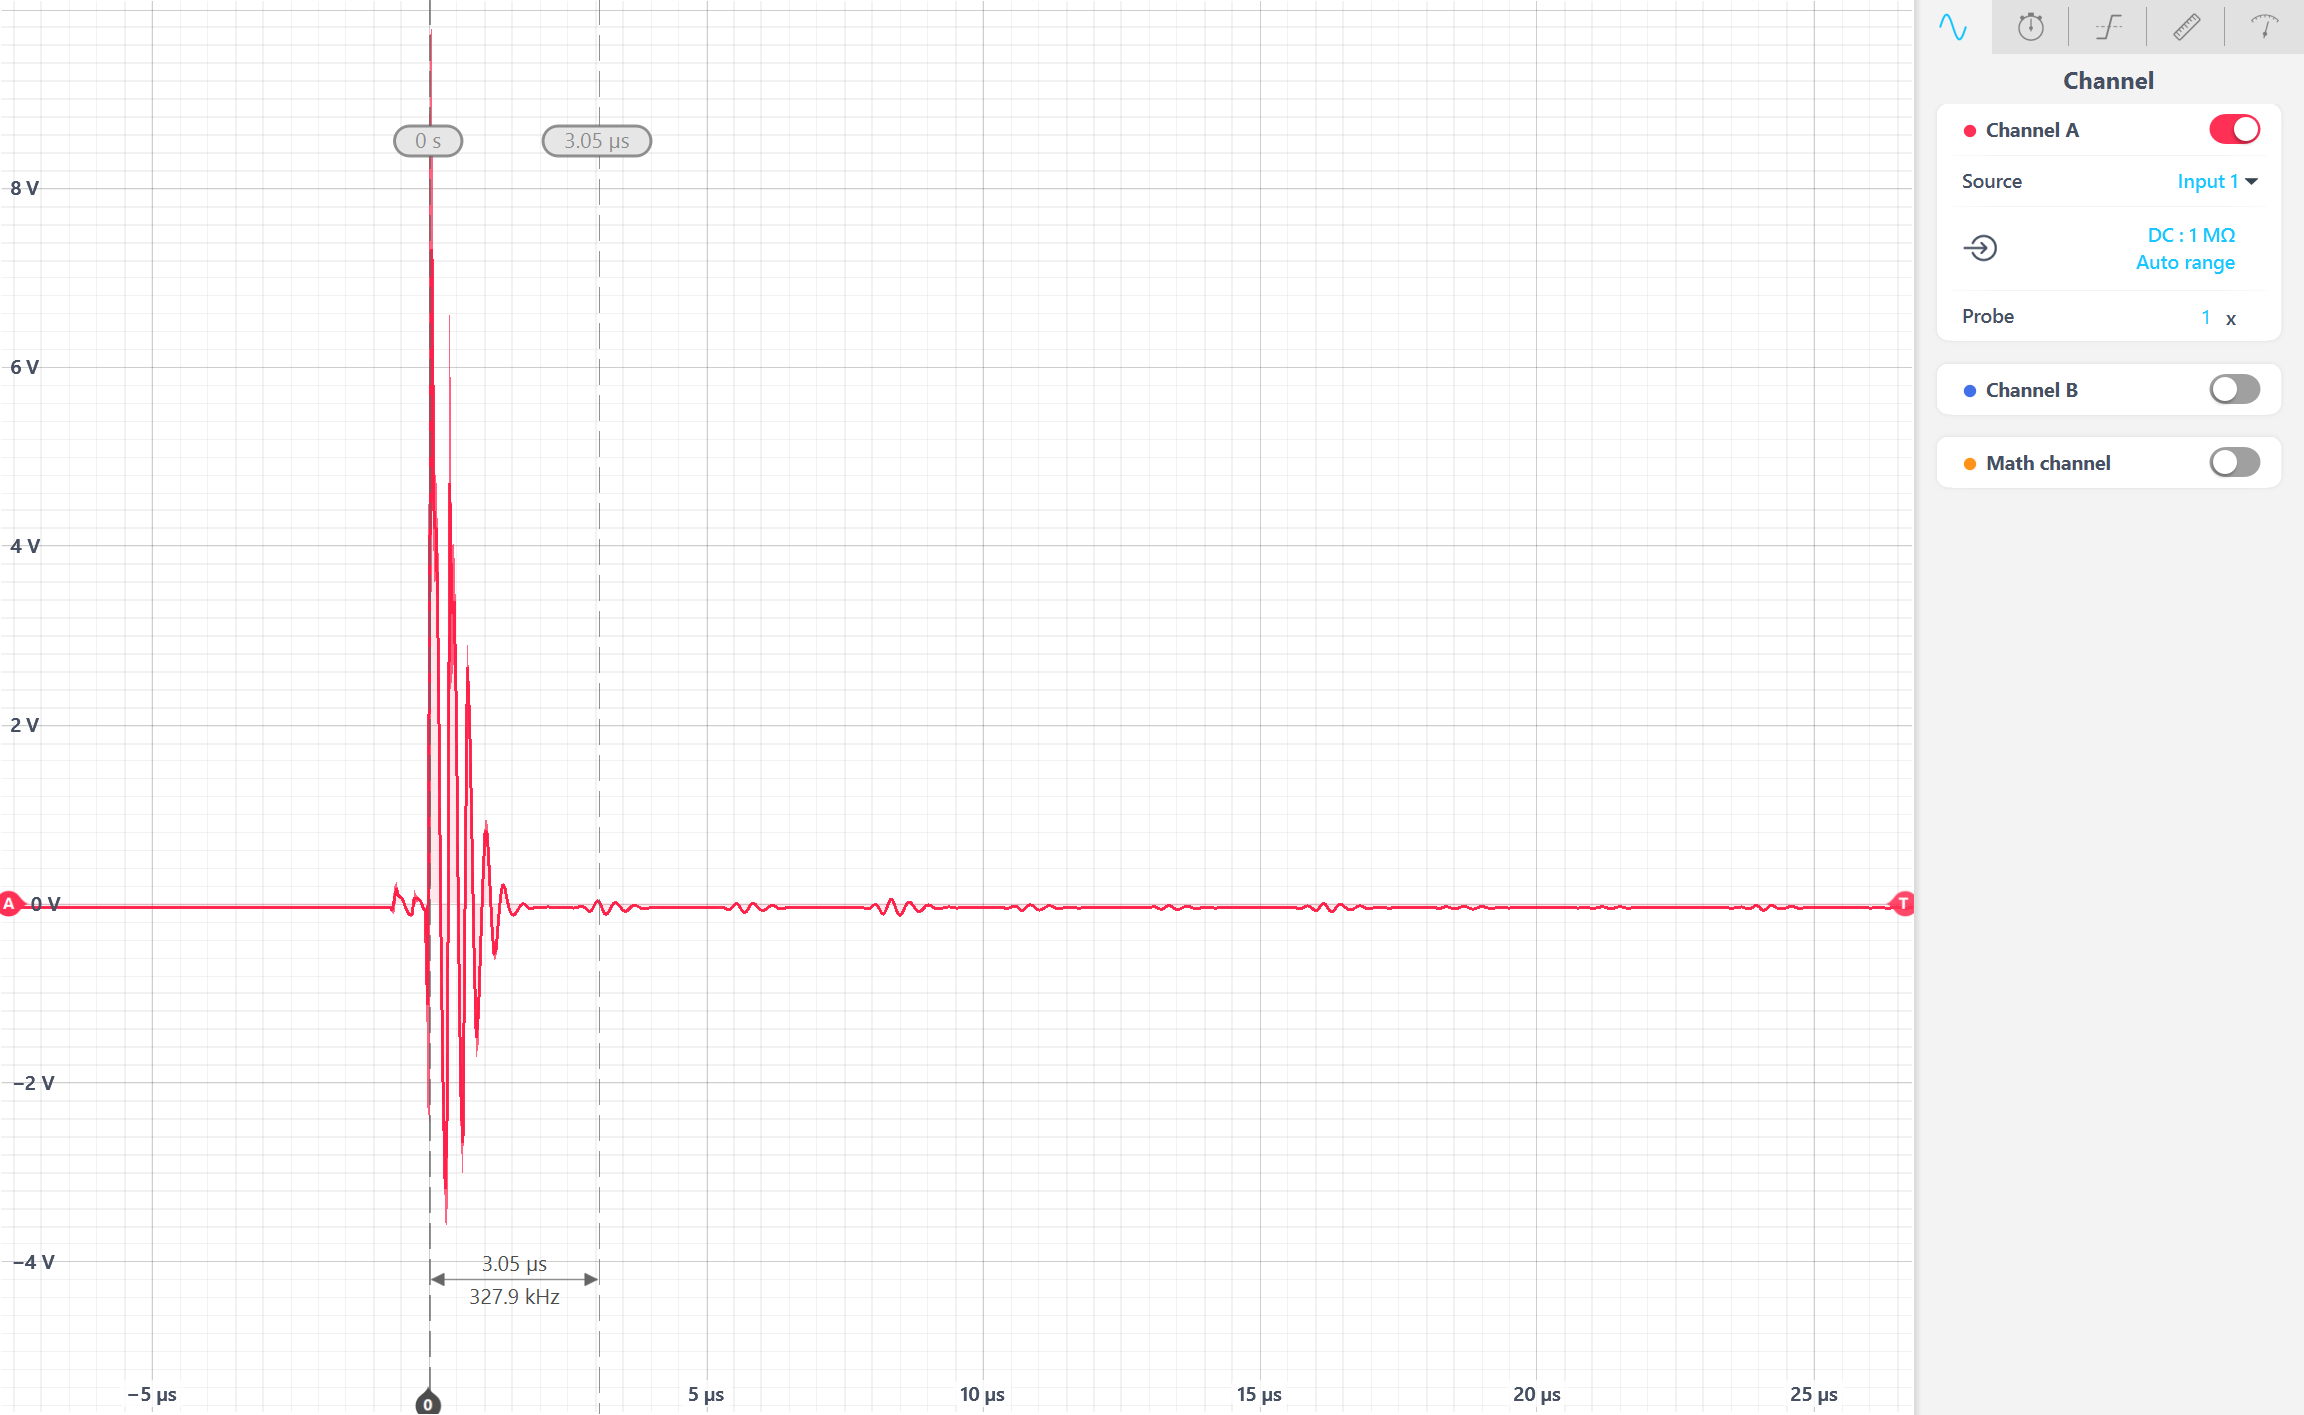 0 s
3.05 µs
8 V
6 V
4 V
2 V
A
0 V
T
−2 V
−4 V
3.05 µs
327.9 kHz
−5 µs
0
5 µs
10 µs
15 µs
20 µs
25 µs
Channel
Channel A
Source
Input 1
DC : 1 MΩ
Auto range
Probe
1 x
Channel B
Math channel